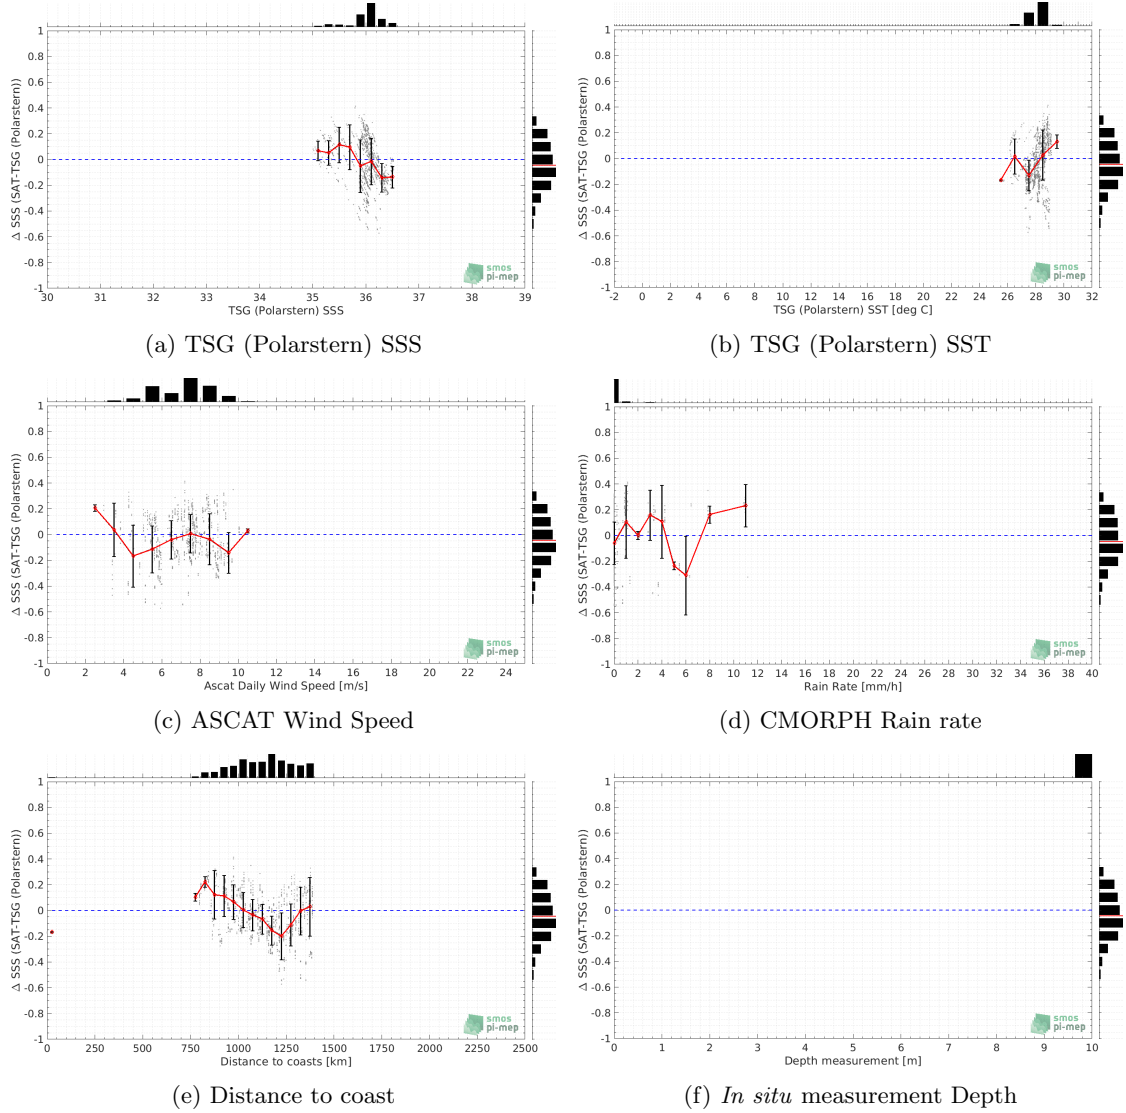 1
0.8
0.6
0.4
0.2
0
-0.2
-0.4
-0.6
-0.8
-1
Δ SSS (SAT-TSG (Polarstern))
30 31 32 33 34 35 36 37 38 39
TSG (Polarstern) SSS
smos
pi-mep
(a) TSG (Polarstern) SSS
1
0.8
0.6
0.4
0.2
0
-0.2
-0.4
-0.6
-0.8
-1
Δ SSS (SAT-TSG (Polarstern))
-2 0 2 4 6 8 10 12 14 16 18 20 22 24 26 28 30 32
TSG (Polarstern) SST [deg C]
smos
pi-mep
(b) TSG (Polarstern) SST
1
0.8
0.6
0.4
0.2
0
-0.2
-0.4
-0.6
-0.8
-1
Δ SSS (SAT-TSG (Polarstern))
0 2 4 6 8 10 12 14 16 18 20 22 24
Ascat Daily Wind Speed [m/s]
smos
pi-mep
(c) ASCAT Wind Speed
1
0.8
0.6
0.4
0.2
0
-0.2
-0.4
-0.6
-0.8
-1
Δ SSS (SAT-TSG (Polarstern))
0 2 4 6 8 10 12 14 16 18 20 22 24 26 28 30 32 34 36 38 40
Rain Rate [mm/h]
smos
pi-mep
(d) CMORPH Rain rate
1
0.8
0.6
0.4
0.2
0
-0.2
-0.4
-0.6
-0.8
-1
Δ SSS (SAT-TSG (Polarstern))
0 250 500 750 1000 1250 1500 1750 2000 2250 2500
Distance to coasts [km]
smos
pi-mep
(e) Distance to coast
1
0.8
0.6
0.4
0.2
0
-0.2
-0.4
-0.6
-0.8
-1
Δ SSS (SAT-TSG (Polarstern))
0 1 2 3 4 5 6 7 8 9 10
Depth measurement [m]
smos
pi-mep
(f) In situ measurement Depth